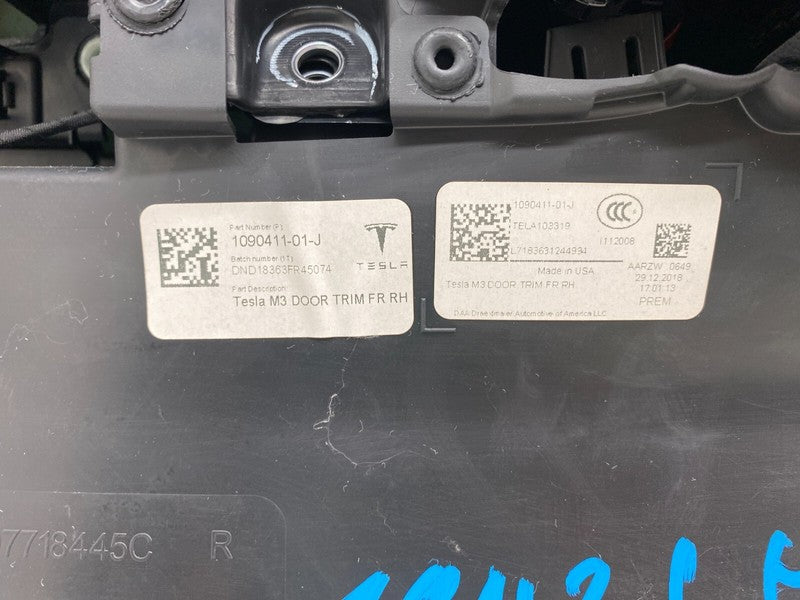 Part Number (P):
1090411-01-J
Batch number (1T):
DND18363FR45074
TESLA
Part Description:
Tesla M3 DOOR TRIM FR RH
1090411-01-J
CCC
TELA103319
I112008
L7183631244934
Made in USA
AARZW 0649
Tesla M3 DOOR TRIM FR RH
29.12.2018
17:01:13
PREM
DAA Draexlmaier Automotive of America LLC
7718445C R